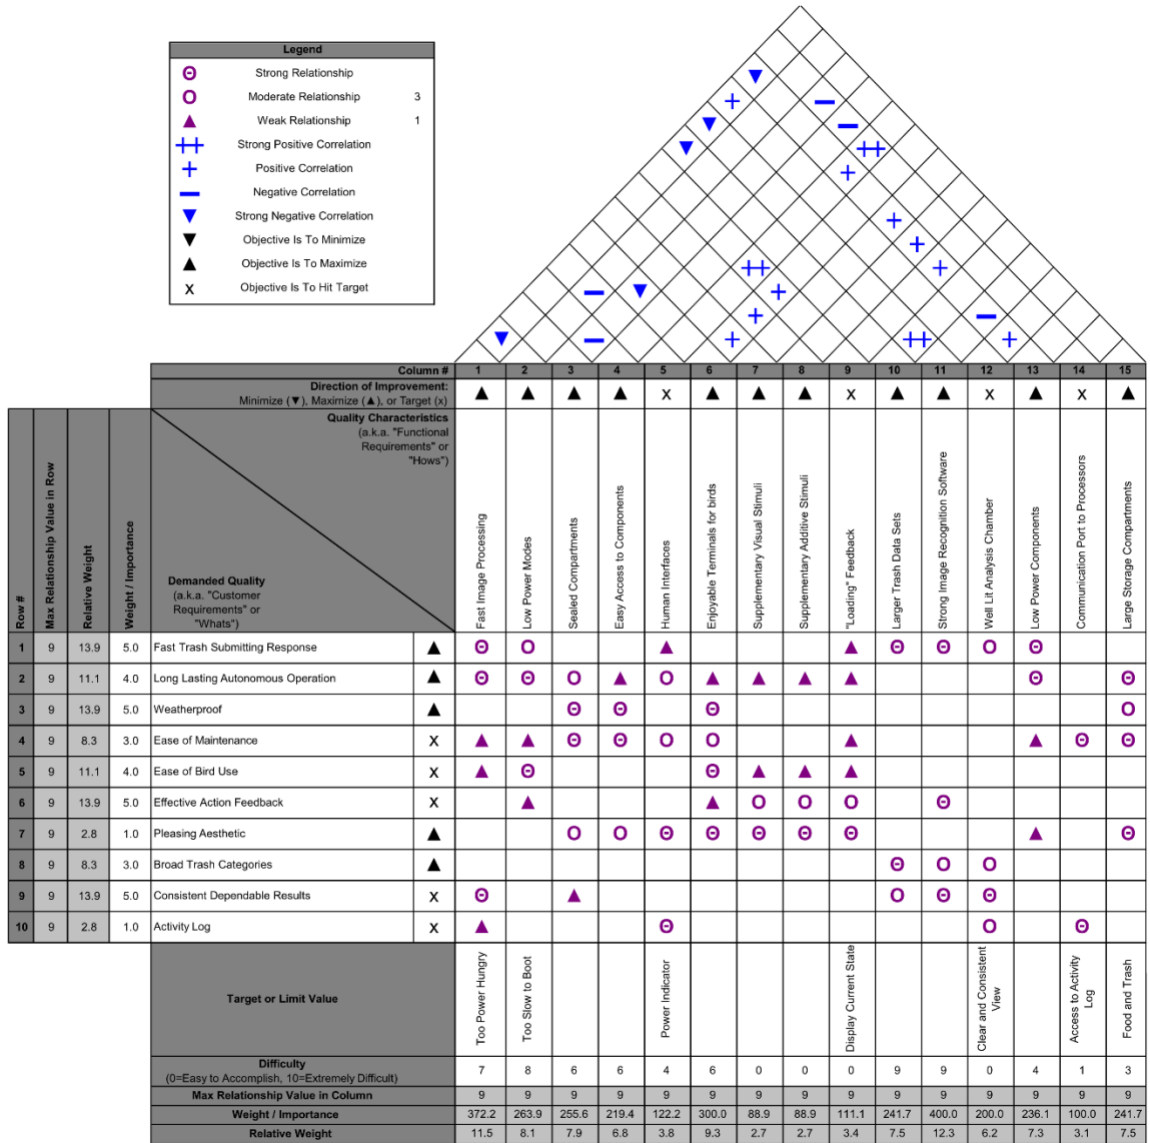 Legend
Strong Relationship
Moderate Relationship 3
Weak Relationship 1
Strong Positive Correlation
Positive Correlation
Negative Correlation
Strong Negative Correlation
Objective Is To Minimize
Objective Is To Maximize
x Objective Is To Hit Target
Column # 1 2 3 4 5 6 7 8 9 10 11 12 13 14 15
Direction of Improvement:
Minimize (▼), Maximize (▲), or Target (x) ▲ ▲ ▲ ▲ x ▲ ▲ ▲ x ▲ ▲ x ▲ x ▲
Quality Characteristics
(a.k.a. "Functional
Requirements" or
"Hows")
Demanded Quality
(a.k.a. "Customer
Requirements" or
"Whats")
Row #
Max Relationship Value in Row
Relative Weight
Weight / Importance
Fast Image Processing
Low Power Modes
Sealed Compartments
Easy Access to Components
Human Interfaces
Enjoyable Terminals for birds
Supplementary Visual Stimuli
Supplementary Additive Stimuli
"Loading" Feedback
Larger Trash Data Sets
Strong Image Recognition Software
Well Lit Analysis Chamber
Low Power Components
Communication Port to Processors
Large Storage Compartments
1 9 13.9 5.0 Fast Trash Submitting Response ▲ Θ Ο ▲ ▲ Θ Θ Ο Θ
2 9 11.1 4.0 Long Lasting Autonomous Operation ▲ Θ Θ Ο ▲ Ο ▲ ▲ ▲ ▲ Θ Θ
3 9 13.9 5.0 Weatherproof ▲ Θ Θ Θ Ο
4 9 8.3 3.0 Ease of Maintenance x ▲ ▲ Θ Θ Ο Ο ▲ ▲ Θ Θ
5 9 11.1 4.0 Ease of Bird Use x ▲ Θ Θ ▲ ▲ ▲
6 9 13.9 5.0 Effective Action Feedback x ▲ ▲ Ο Ο Ο Θ
7 9 2.8 1.0 Pleasing Aesthetic ▲ Ο Ο Θ Θ Θ Θ Θ ▲ Θ
8 9 8.3 3.0 Broad Trash Categories ▲ Θ Ο Ο
9 9 13.9 5.0 Consistent Dependable Results x Θ ▲ Ο Θ Θ
10 9 2.8 1.0 Activity Log x ▲ Θ Ο Θ
Target or Limit Value
Too Power Hungry
Too Slow to Boot
Power Indicator
Display Current State
Clear and Consistent
View
Access to Activity
Log
Food and Trash
Difficulty
(0=Easy to Accomplish, 10=Extremely Difficult) 7 8 6 6 4 6 0 0 0 9 9 0 4 1 3
Max Relationship Value in Column 9 9 9 9 9 9 9 9 9 9 9 9 9 9 9
Weight / Importance 372.2 263.9 255.6 219.4 122.2 300.0 88.9 88.9 111.1 241.7 400.0 200.0 236.1 100.0 241.7
Relative Weight 11.5 8.1 7.9 6.8 3.8 9.3 2.7 2.7 3.4 7.5 12.3 6.2 7.3 3.1 7.5